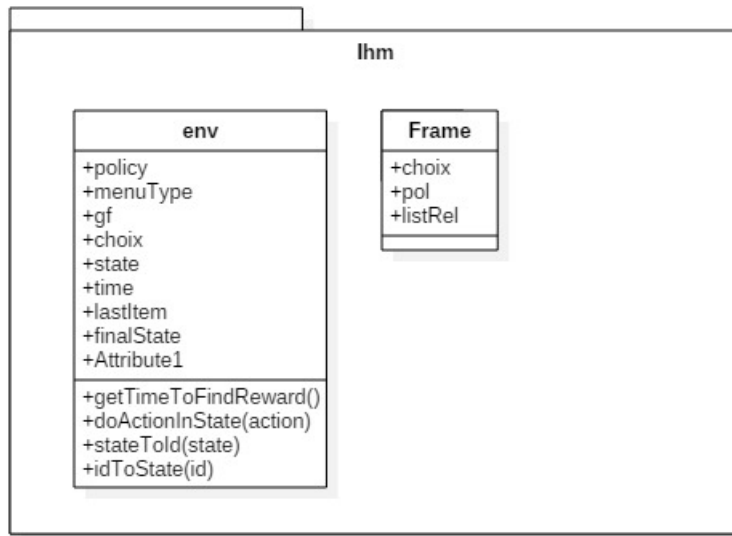 Ihm
env
+policy
+menuType
+gf
+choix
+state
+time
+lastItem
+finalState
+Attribute1
+getTimeToFindReward()
+doActionInState(action)
+stateToId(state)
+idToState(id)
Frame
+choix
+pol
+listRel